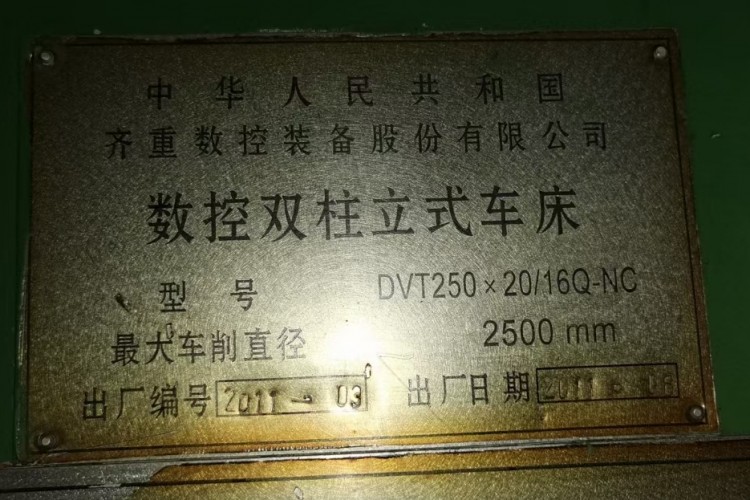 中华人民共和国
齐重数控装备股份有限公司
数控双柱立式车床
型号 DVT250×20/16Q-NC
最大车削直径 2500 mm
出厂编号 2011-03
出厂日期 2011